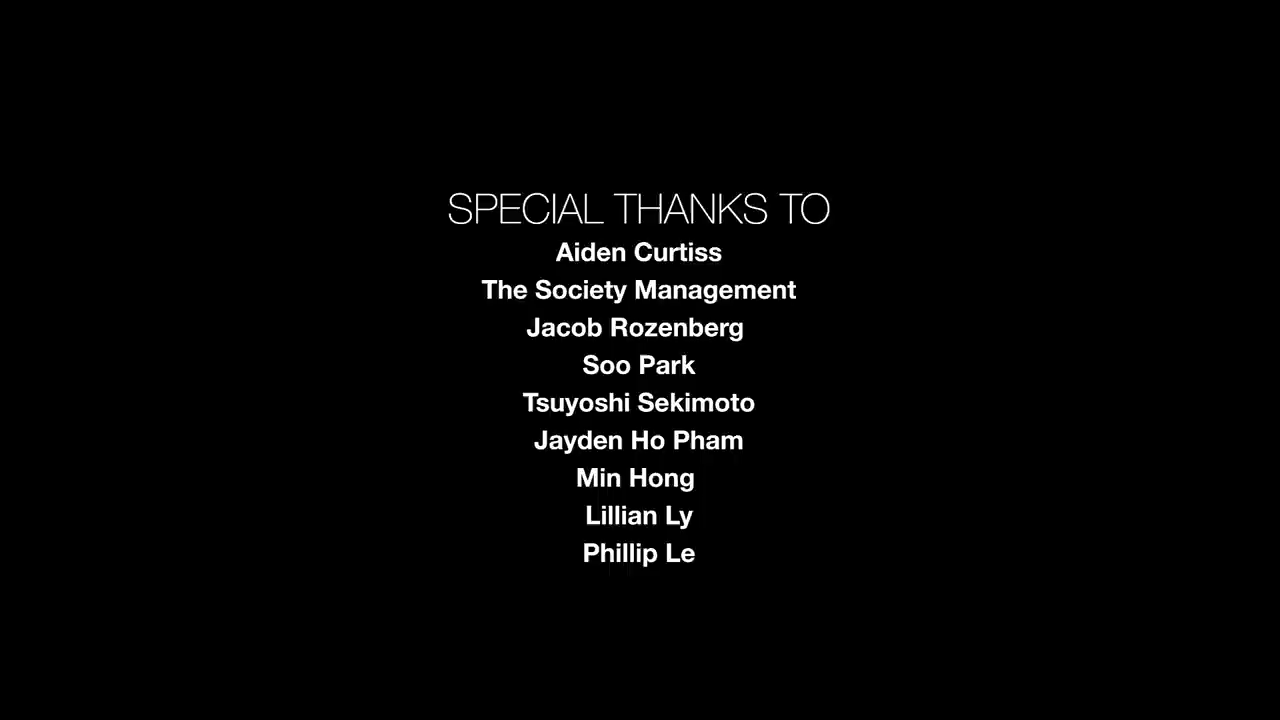 SPECIAL THANKS TO
Aiden Curtiss
The Society Management
Jacob Rozenberg
Soo Park
Tsuyoshi Sekimoto
Jayden Ho Pham
Min Hong
Lillian Ly
Phillip Le